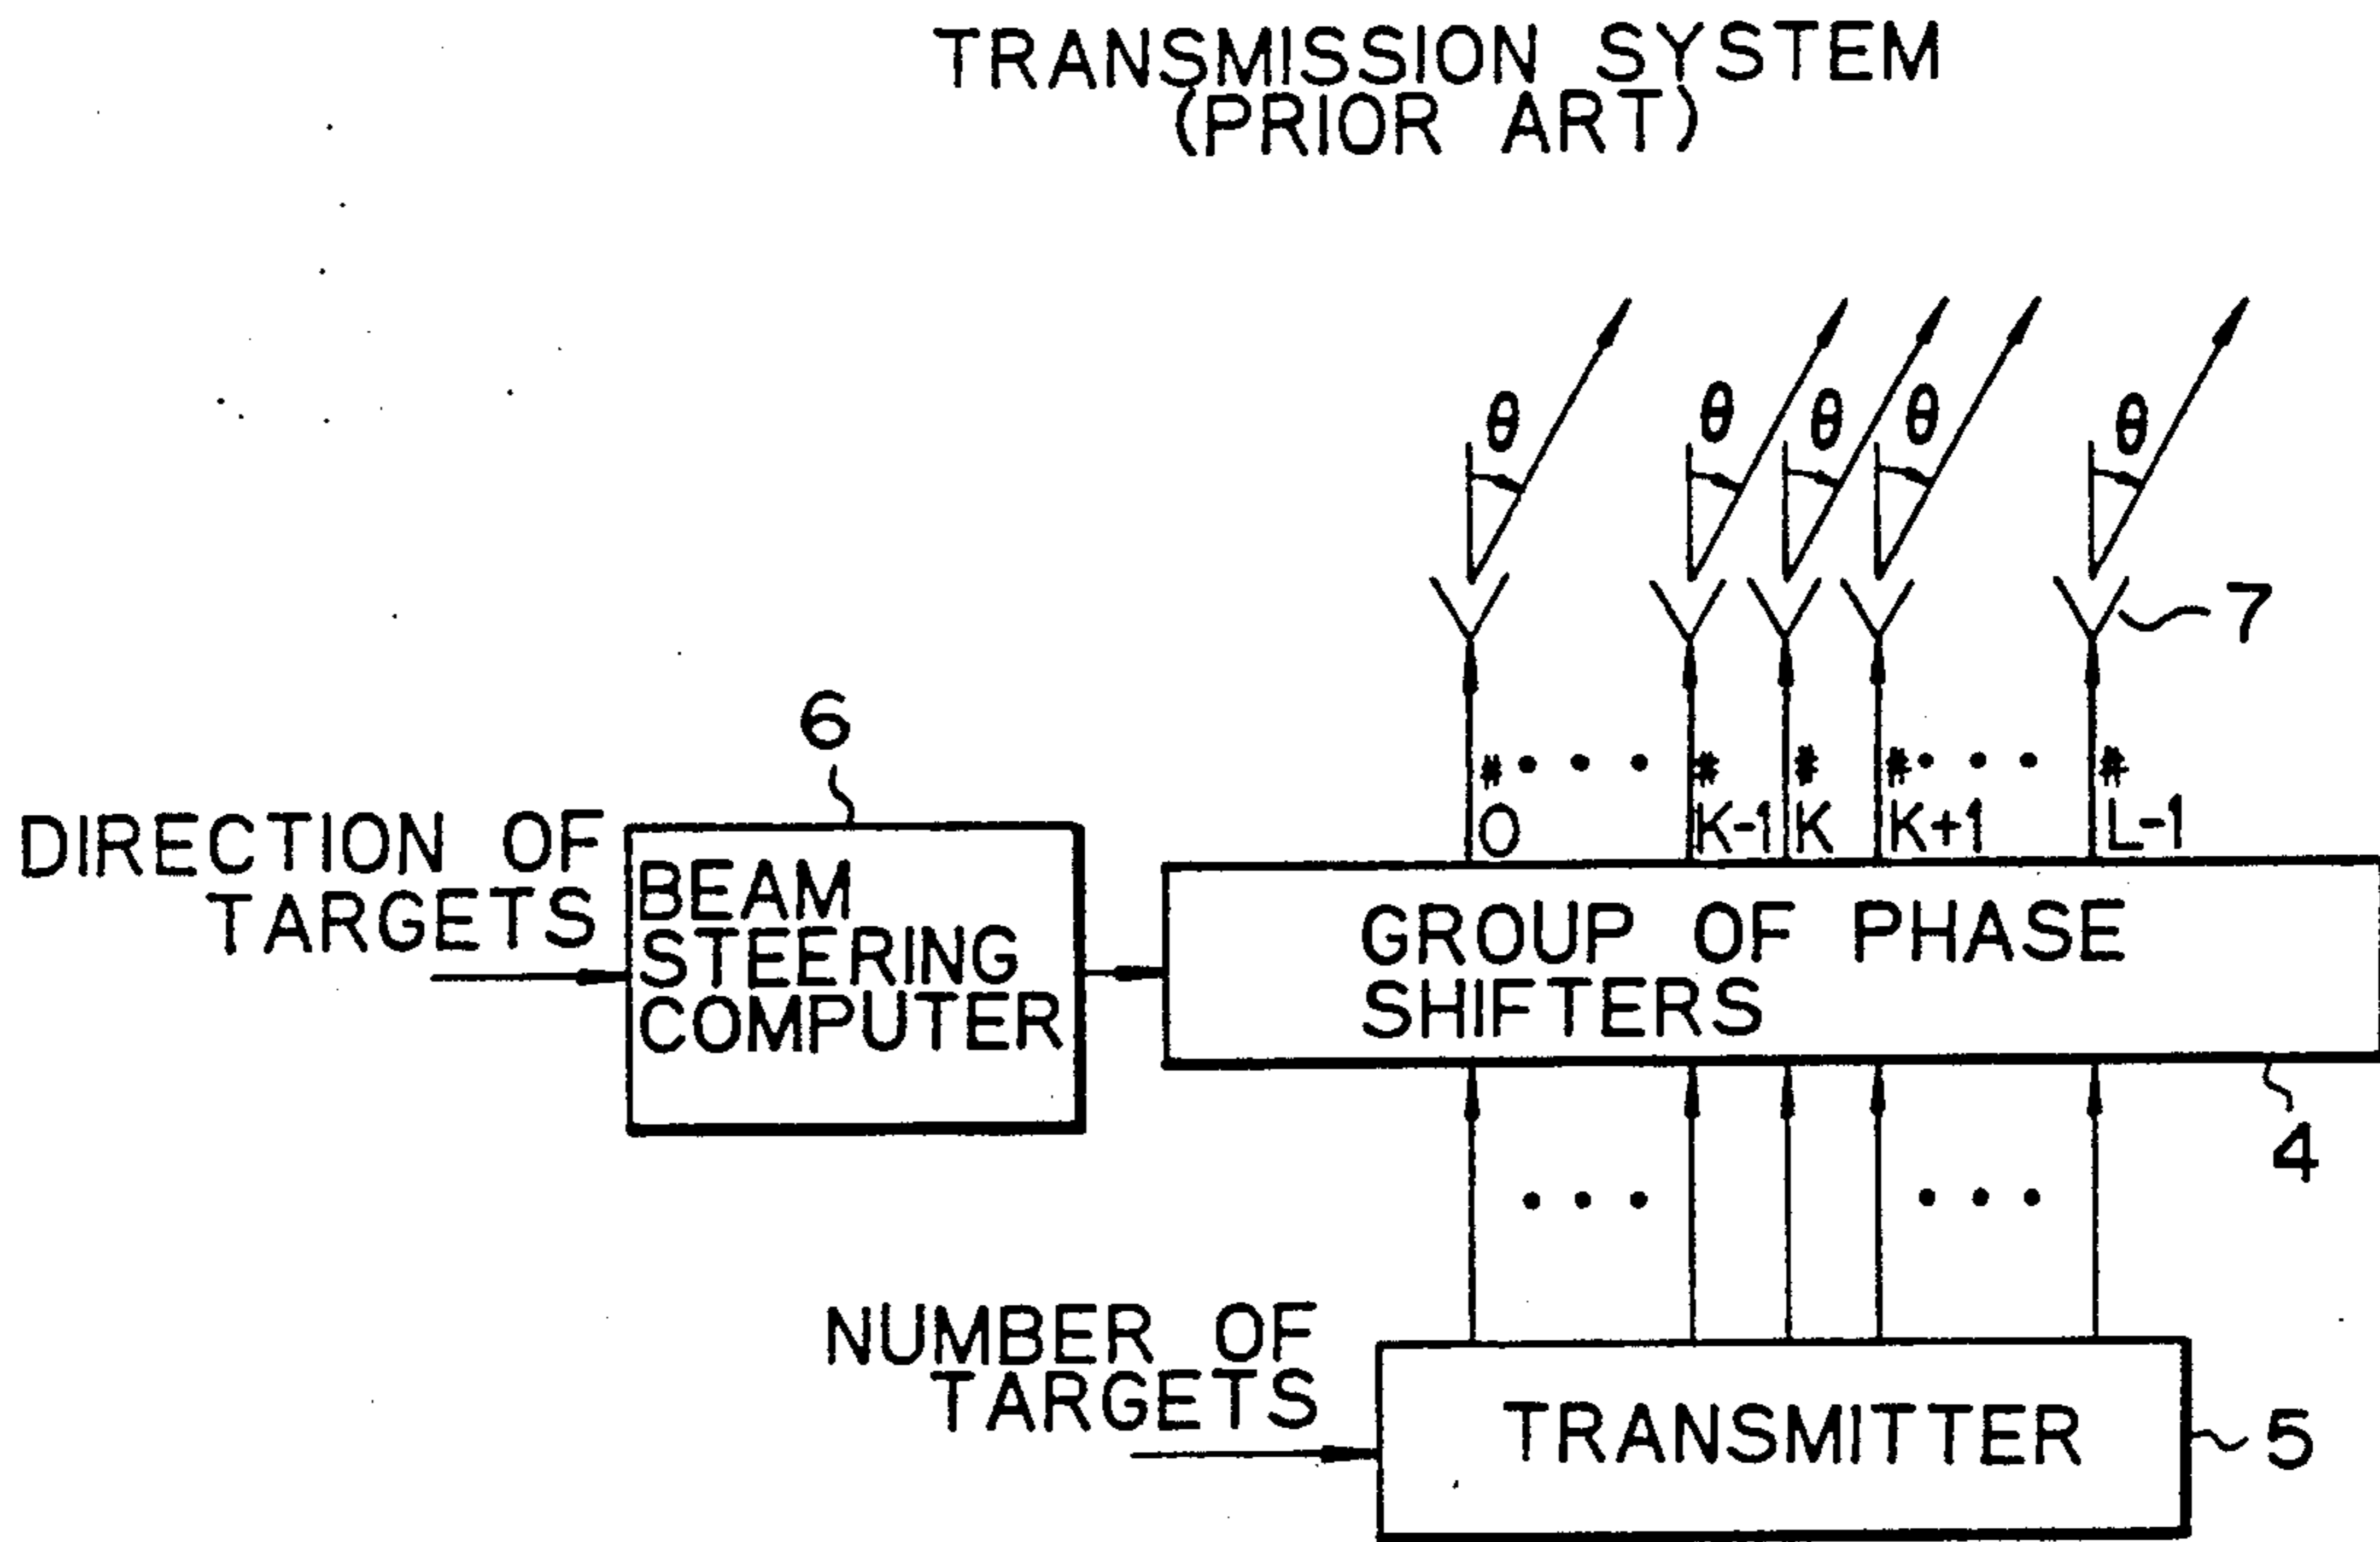 TRANSMISSION SYSTEM
(PRIOR ART)
θ θ θ θ θ
7
6
# • • • # # # • • • #
0 K-1 K K+1 L-1
DIRECTION OF
TARGETS
BEAM
STEERING
COMPUTER
GROUP OF PHASE
SHIFTERS
4
• • • • • •
NUMBER OF
TARGETS
TRANSMITTER
5